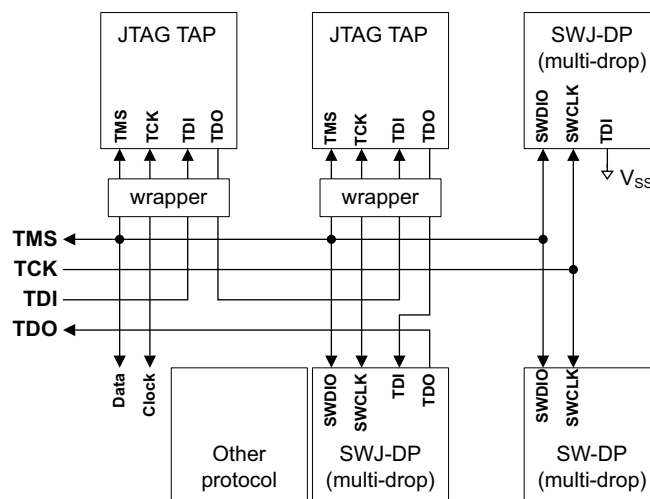 JTAG TAP
TMS
TCK
TDI
TDO
wrapper
JTAG TAP
TMS
TCK
TDI
TDO
wrapper
SWJ-DP
(multi-drop)
SWDIO
SWCLK
TDI
VSS
TMS
TCK
TDI
TDO
Data
Clock
Other
protocol
SWDIO
SWCLK
TDI
TDO
SWJ-DP
(multi-drop)
SWDIO
SWCLK
SW-DP
(multi-drop)